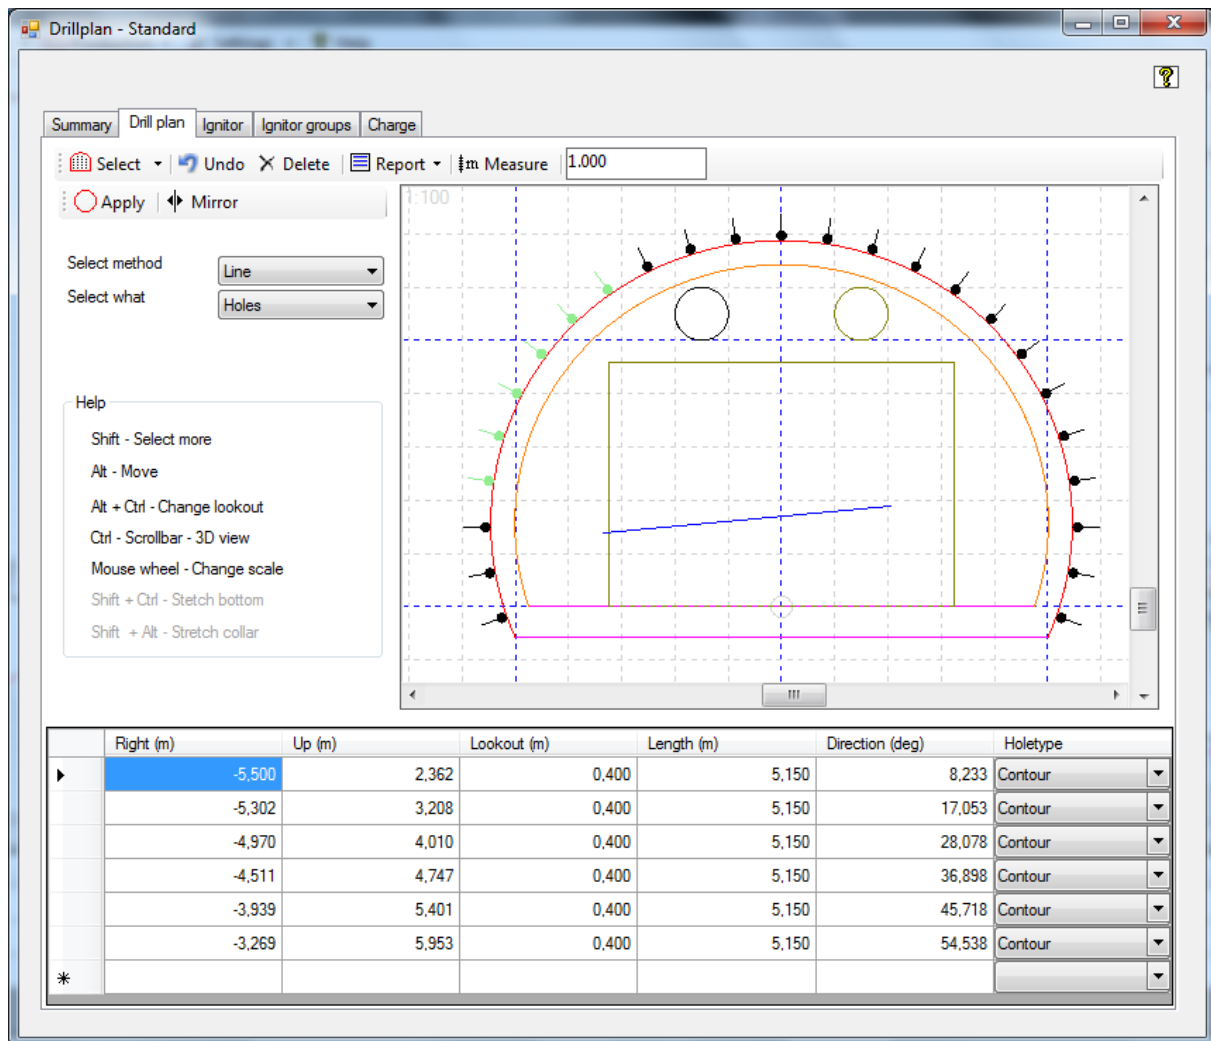 Drillplan - Standard
Summary Drill plan Ignitor Ignitor groups Charge
Select Undo Delete Report Measure 1.000
Apply Mirror
1:100
Select method Line
Select what Holes
Help
Shift - Select more
Alt - Move
Alt + Ctrl - Change lookout
Ctrl - Scrollbar - 3D view
Mouse wheel - Change scale
Shift + Ctrl - Stetch bottom
Shift + Alt - Stretch collar
Right (m) Up (m) Lookout (m) Length (m) Direction (deg) Holetype
-5,500 2,362 0,400 5,150 8,233 Contour
-5,302 3,208 0,400 5,150 17,053 Contour
-4,970 4,010 0,400 5,150 28,078 Contour
-4,511 4,747 0,400 5,150 36,898 Contour
-3,939 5,401 0,400 5,150 45,718 Contour
-3,269 5,953 0,400 5,150 54,538 Contour